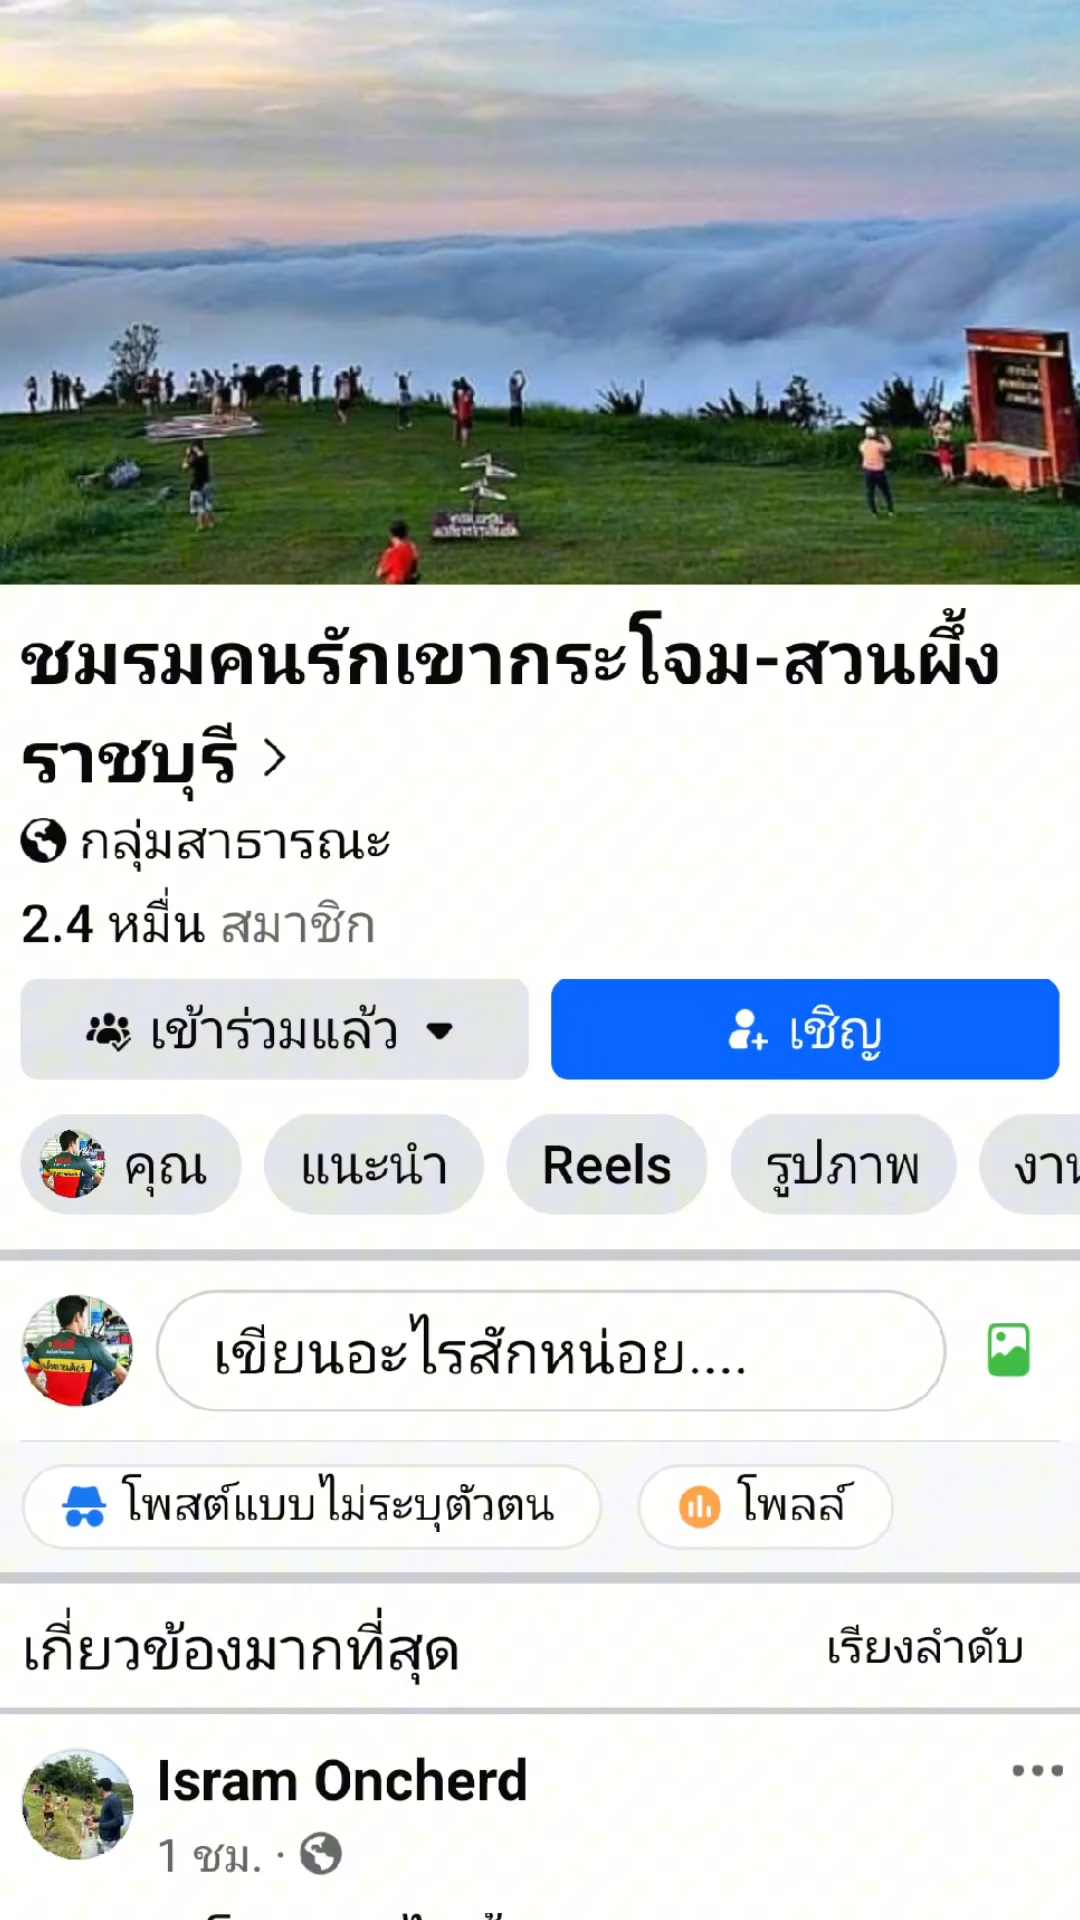 ชมรมคนรักเขากระโจม-สวนผึ้ง
ราชบุรี
กลุ่มสาธารณะ
2.4 หมื่น สมาชิก
เข้าร่วมแล้ว
เชิญ
คุณ
แนะนำ
Reels
รูปภาพ
งาน
เขียนอะไรสักหน่อย....
โพสต์แบบไม่ระบุตัวตน
โพลล์
เกี่ยวข้องมากที่สุด
เรียงลำดับ
Isram Oncherd
1 ชม. ·